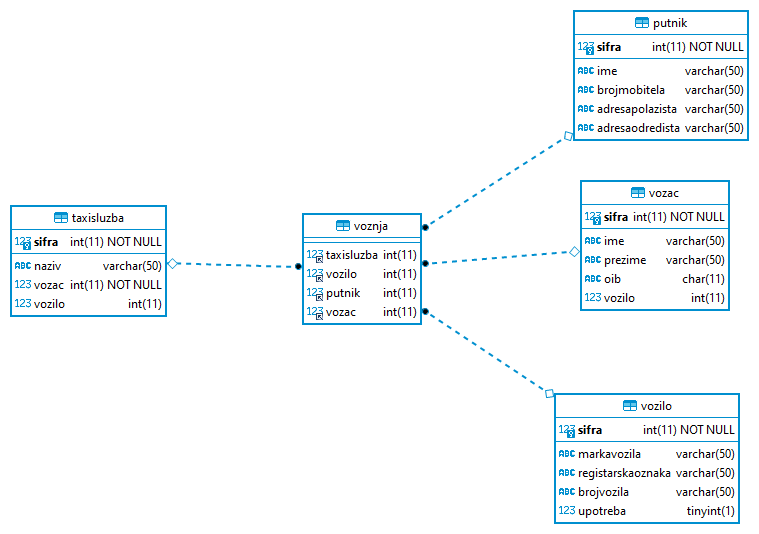 putnik
123 sifra int(11) NOT NULL
ABC ime varchar(50)
ABC brojmobitela varchar(50)
ABC adresapolazista varchar(50)
ABC adresaodredista varchar(50)
vozac
123 sifra int(11) NOT NULL
ABC ime varchar(50)
ABC prezime varchar(50)
ABC oib char(11)
123 vozilo int(11)
taxisluzba
123 sifra int(11) NOT NULL
ABC naziv varchar(50)
123 vozac int(11) NOT NULL
123 vozilo int(11)
voznja
123 taxisluzba int(11)
123 vozilo int(11)
123 putnik int(11)
123 vozac int(11)
vozilo
123 sifra int(11) NOT NULL
ABC markavozila varchar(50)
ABC registarskaoznaka varchar(50)
ABC brojvozila varchar(50)
123 upotreba tinyint(1)